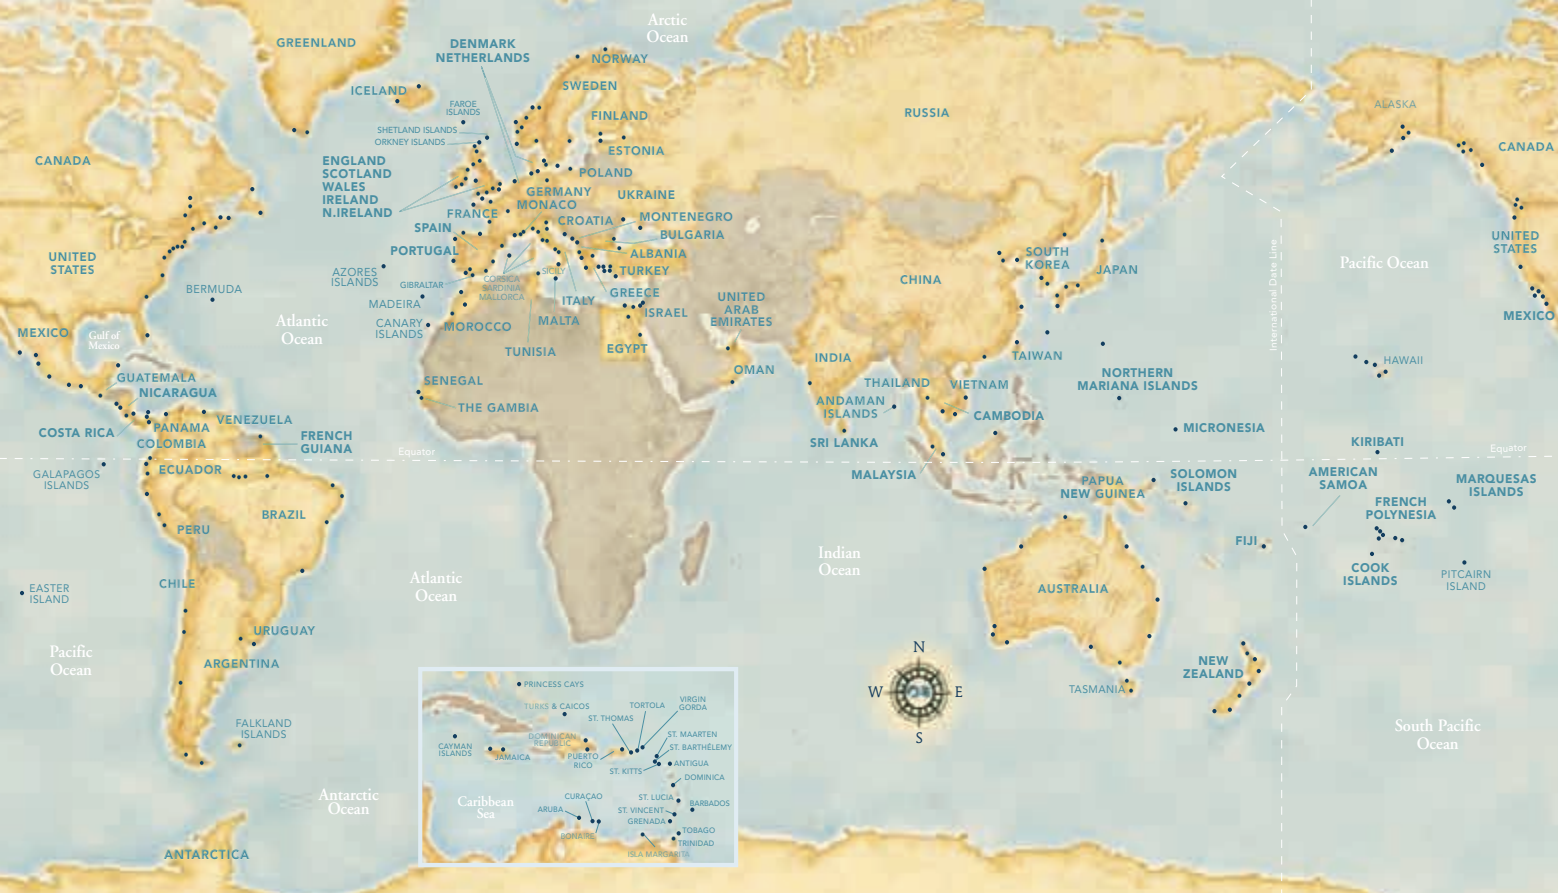 Arctic
Ocean
GREENLAND
DENMARK
NETHERLANDS
NORWAY
ICELAND
SWEDEN
FAROE
ISLANDS
FINLAND
RUSSIA
ALASKA
SHETLAND ISLANDS
ORKNEY ISLANDS
ESTONIA
CANADA
CANADA
ENGLAND
SCOTLAND
WALES
IRELAND
N.IRELAND
POLAND
GERMANY
UKRAINE
MONACO
FRANCE
CROATIA
MONTENEGRO
SPAIN
BULGARIA
PORTUGAL
ALBANIA
UNITED
STATES
UNITED
STATES
SOUTH
KOREA
JAPAN
Pacific Ocean
International Date Line
AZORES
ISLANDS
GIBRALTAR
CORSICA
SARDINIA
MALLORCA
SICILY
TURKEY
CHINA
BERMUDA
MADEIRA
ITALY
GREECE
ISRAEL
UNITED
ARAB
EMIRATES
MEXICO
MEXICO
Gulf of
Mexico
Atlantic
Ocean
CANARY
ISLANDS
MOROCCO
MALTA
TUNISIA
EGYPT
INDIA
TAIWAN
HAWAII
OMAN
GUATEMALA
NICARAGUA
SENEGAL
THE GAMBIA
THAILAND
VIETNAM
NORTHERN
MARIANA ISLANDS
ANDAMAN
ISLANDS
CAMBODIA
COSTA RICA
PANAMA
VENEZUELA
COLOMBIA
FRENCH
GUIANA
SRI LANKA
MICRONESIA
KIRIBATI
Equator
Equator
GALAPAGOS
ISLANDS
ECUADOR
MALAYSIA
PAPUA
NEW GUINEA
SOLOMON
ISLANDS
AMERICAN
SAMOA
MARQUESAS
ISLANDS
FRENCH
POLYNESIA
BRAZIL
PERU
FIJI
Indian
Ocean
Atlantic
Ocean
COOK
ISLANDS
PITCAIRN
ISLAND
EASTER
ISLAND
CHILE
AUSTRALIA
URUGUAY
Pacific
Ocean
ARGENTINA
N
W
E
S
TASMANIA
NEW
ZEALAND
FALKLAND
ISLANDS
South Pacific
Ocean
Antarctic
Ocean
ANTARCTICA
PRINCESS CAYS
TURKS & CAICOS
TORTOLA
VIRGIN
GORDA
ST. THOMAS
DOMINICAN
REPUBLIC
ST. MAARTEN
ST. BARTHÉLEMY
CAYMAN
ISLANDS
JAMAICA
PUERTO
RICO
ST. KITTS
ANTIGUA
DOMINICA
Caribbean
Sea
CURAÇAO
ARUBA
BONAIRE
ST. LUCIA
ST. VINCENT
GRENADA
BARBADOS
TOBAGO
TRINIDAD
ISLA MARGARITA